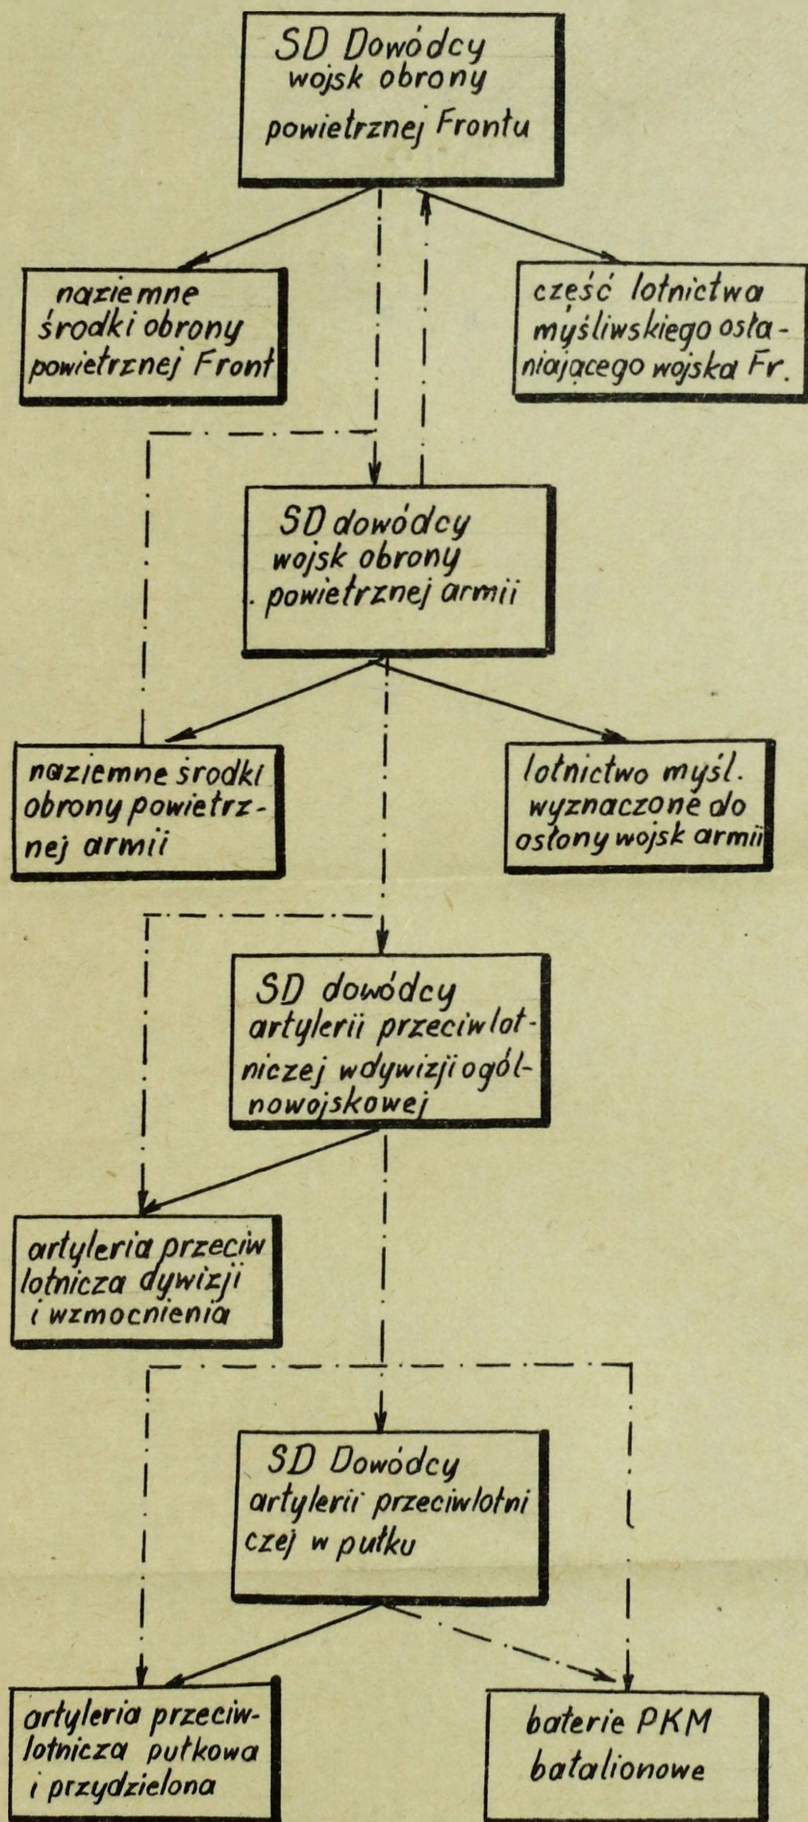 SD Dowódcy
wojsk obrony
powietrznej Frontu
naziemne
środki obrony
powietrznej Front
część lotnictwa
myśliwskiego osła-
niającego wojska Fr.
SD dowódcy
wojsk obrony
powietrznej armii
naziemne środki
obrony powietrz-
nej armii
lotnictwo myśl.
wyznaczone do
osłony wojsk armii
SD dowódcy
artylerii przeciwlot-
niczej wdywizji ogól-
nowojskowej
artyleria przeciw
lotnicza dywizji
i wzmocnienia
SD Dowódcy
artylerii przeciwlotni
czej w pułku
artyleria przeciw-
lotnicza pułkowa
i przydzielona
baterie PKM
batalionowe